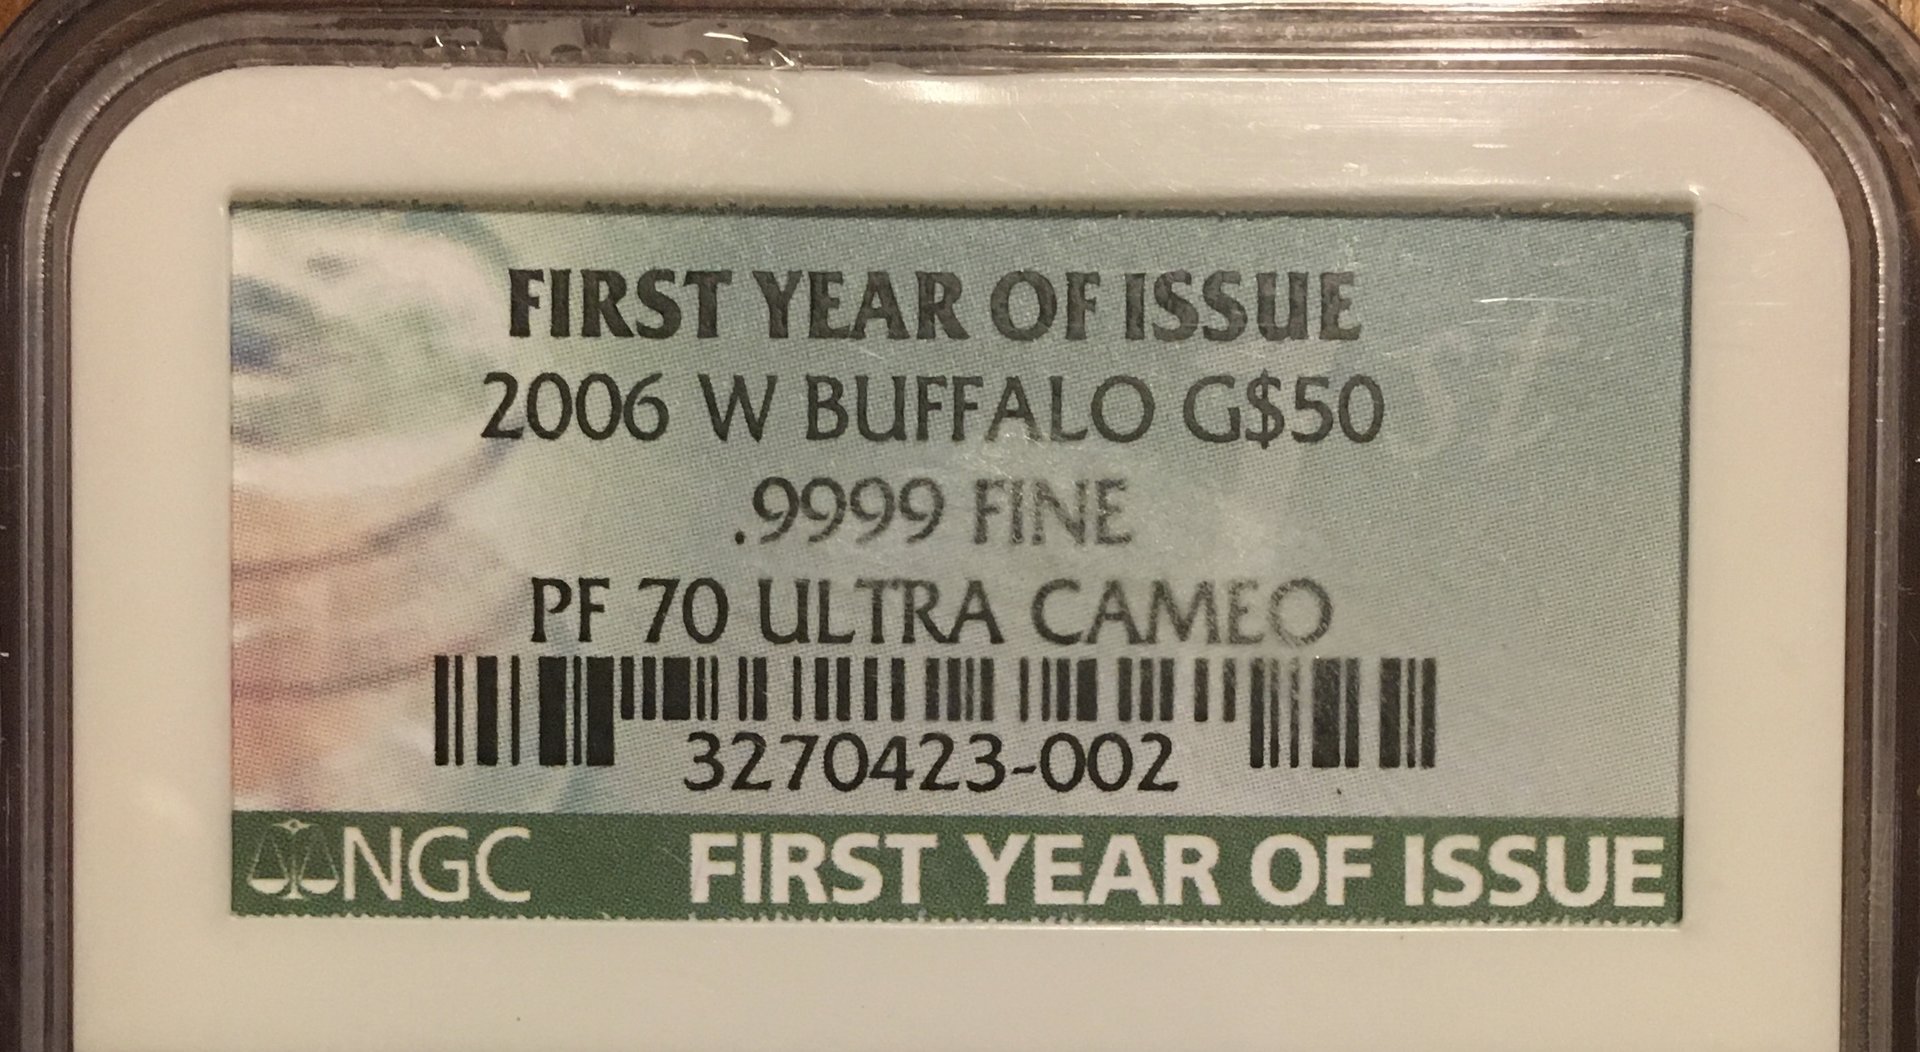 FIRST YEAR OF ISSUE
2006 W BUFFALO G$50
.9999 FINE
PF 70 ULTRA CAMEO
3270423-002
NGC FIRST YEAR OF ISSUE